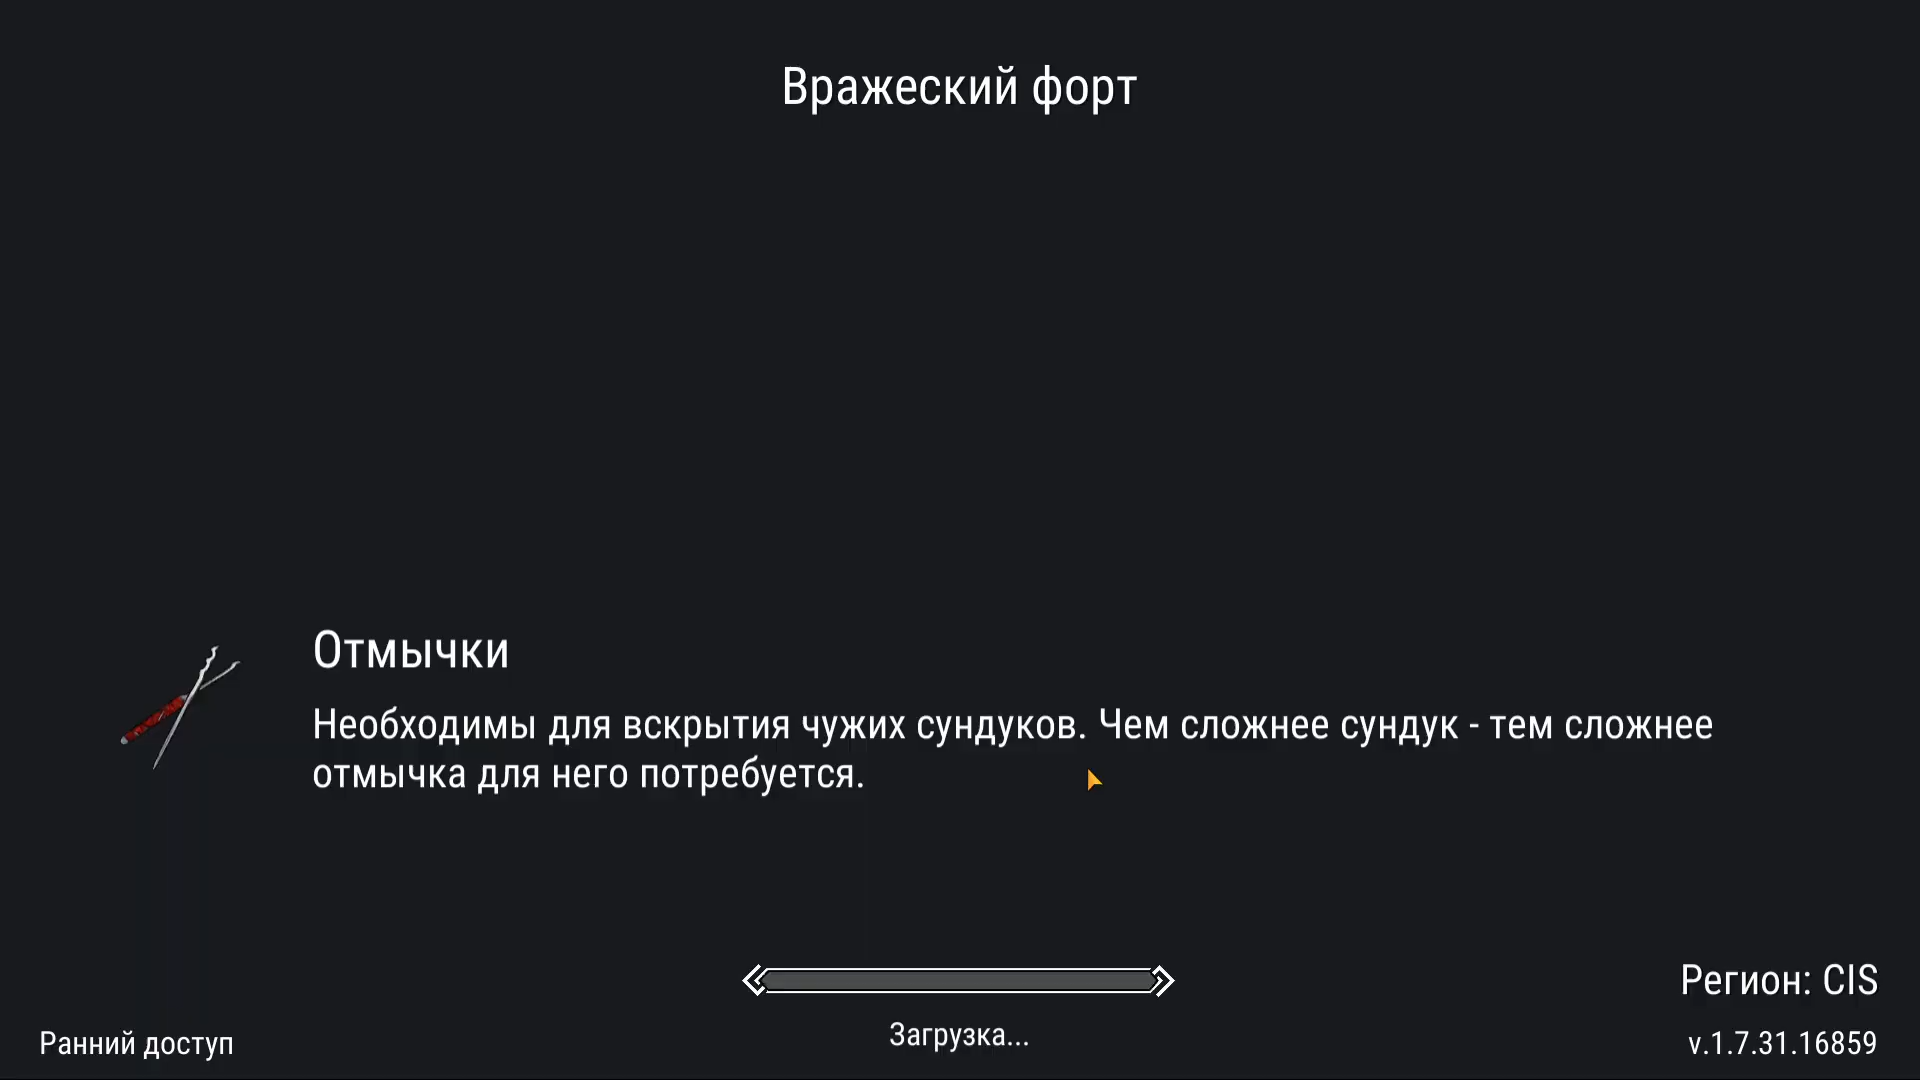 Вражеский форт
Отмычки
Необходимы для вскрытия чужих сундуков. Чем сложнее сундук - тем сложнее
отмычка для него потребуется.
Регион: CIS
Загрузка...
Ранний доступ
v.1.7.31.16859